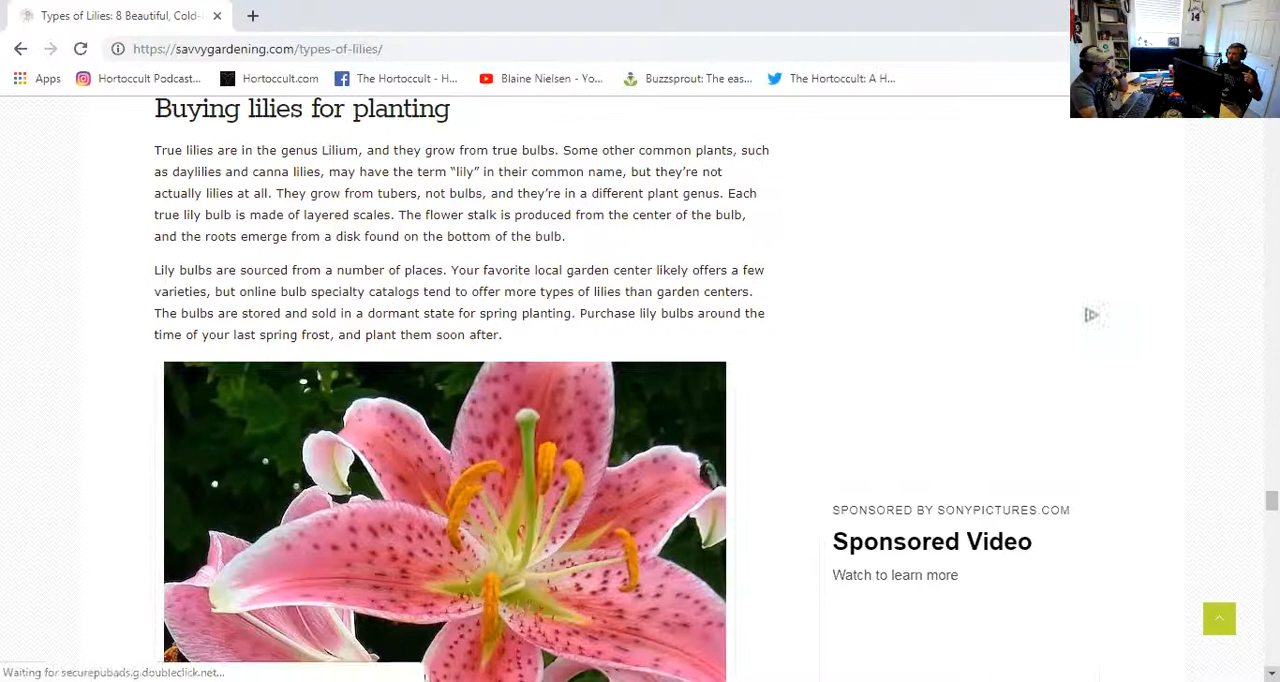 Types of Lilies: 8 Beautiful, Cold-
https://savvygardening.com/types-of-lilies/
Apps Hortoccult Podcast... Hortoccult.com The Hortoccult - H... Blaine Nielsen - Yo... Buzzsprout: The eas... The Hortoccult: A H...
Buying lilies for planting
True lilies are in the genus Lilium, and they grow from true bulbs. Some other common plants, such
as daylilies and canna lilies, may have the term “lily” in their common name, but they’re not
actually lilies at all. They grow from tubers, not bulbs, and they’re in a different plant genus. Each
true lily bulb is made of layered scales. The flower stalk is produced from the center of the bulb,
and the roots emerge from a disk found on the bottom of the bulb.
Lily bulbs are sourced from a number of places. Your favorite local garden center likely offers a few
varieties, but online bulb specialty catalogs tend to offer more types of lilies than garden centers.
The bulbs are stored and sold in a dormant state for spring planting. Purchase lily bulbs around the
time of your last spring frost, and plant them soon after.
SPONSORED BY SONYPICTURES.COM
Sponsored Video
Watch to learn more
Waiting for securepubads.g.doubleclick.net...
14